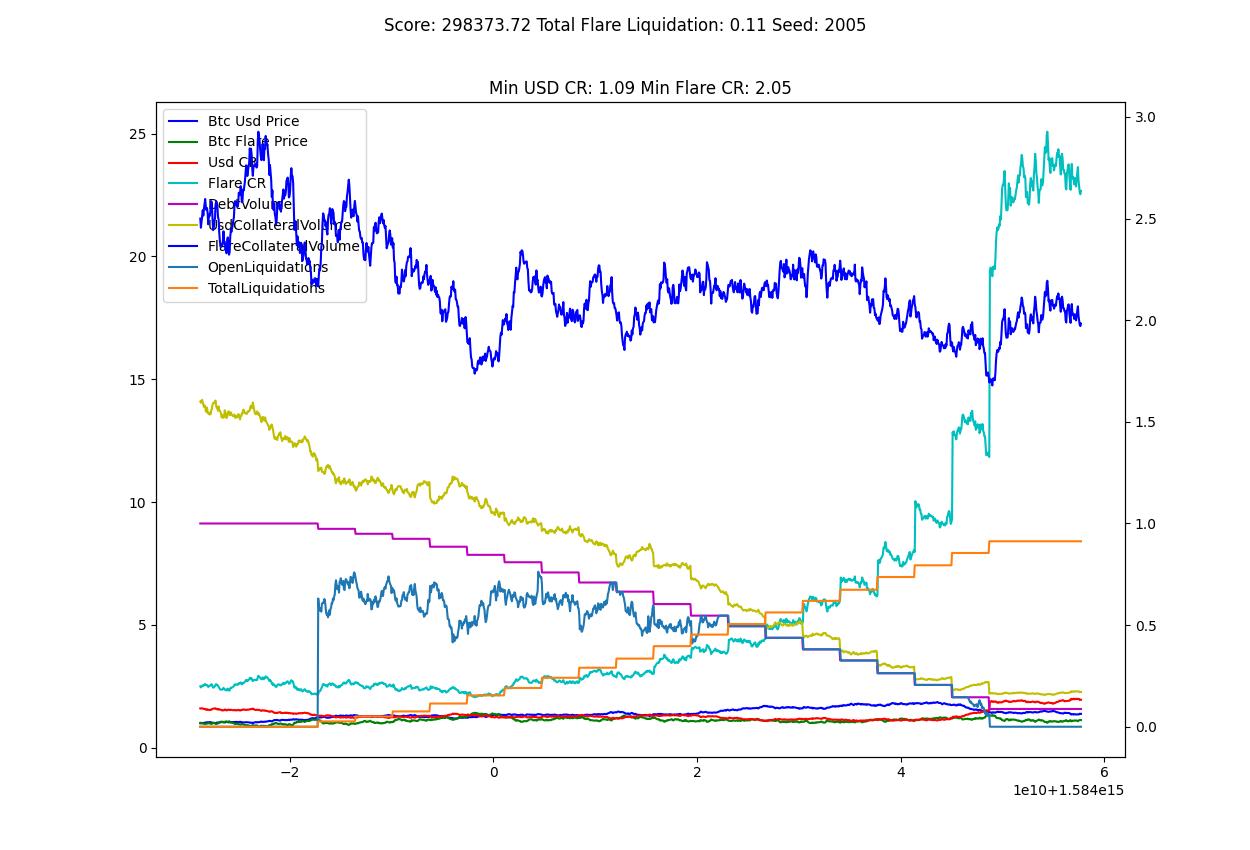 Score: 298373.72 Total Flare Liquidation: 0.11 Seed: 2005
Min USD CR: 1.09 Min Flare CR: 2.05
Btc Usd Price
Btc Flare Price
Usd CR
Flare CR
DebtVolume
UsdCollateralVolume
FlareCollateralVolume
OpenLiquidations
TotalLiquidations
25
20
15
10
5
0
3.0
2.5
2.0
1.5
1.0
0.5
0.0
−2
0
2
4
6
1e10+1.584e15